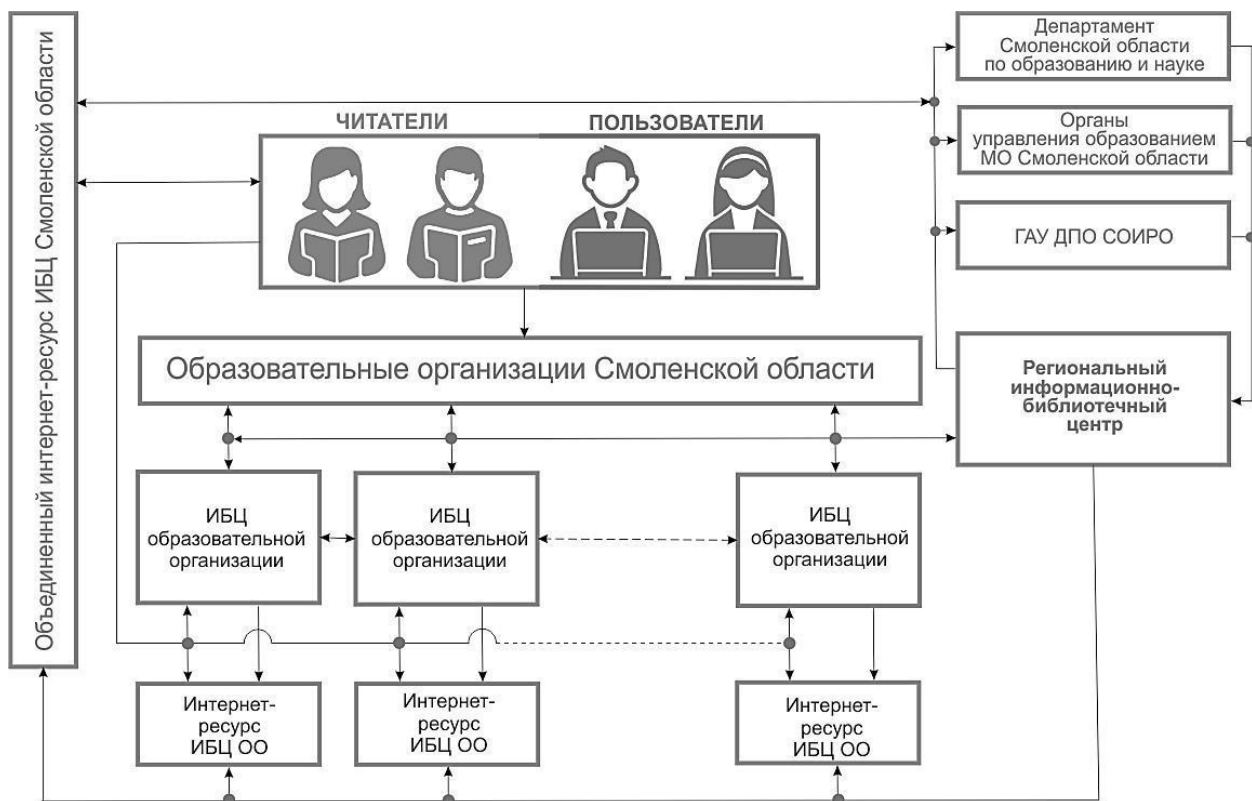 Объединенный интернет-ресурс ИБЦ Смоленской области
Департамент
Смоленской области
по образованию и науке
ЧИТАТЕЛИ
ПОЛЬЗОВАТЕЛИ
Органы
управления образованием
МО Смоленской области
ГАУ ДПО СОИРО
Образовательные организации Смоленской области
Региональный
информационно-
библиотечный
центр
ИБЦ
образовательной
организации
ИБЦ
образовательной
организации
ИБЦ
образовательной
организации
Интернет-
ресурс
ИБЦ ОО
Интернет-
ресурс
ИБЦ ОО
Интернет-
ресурс
ИБЦ ОО